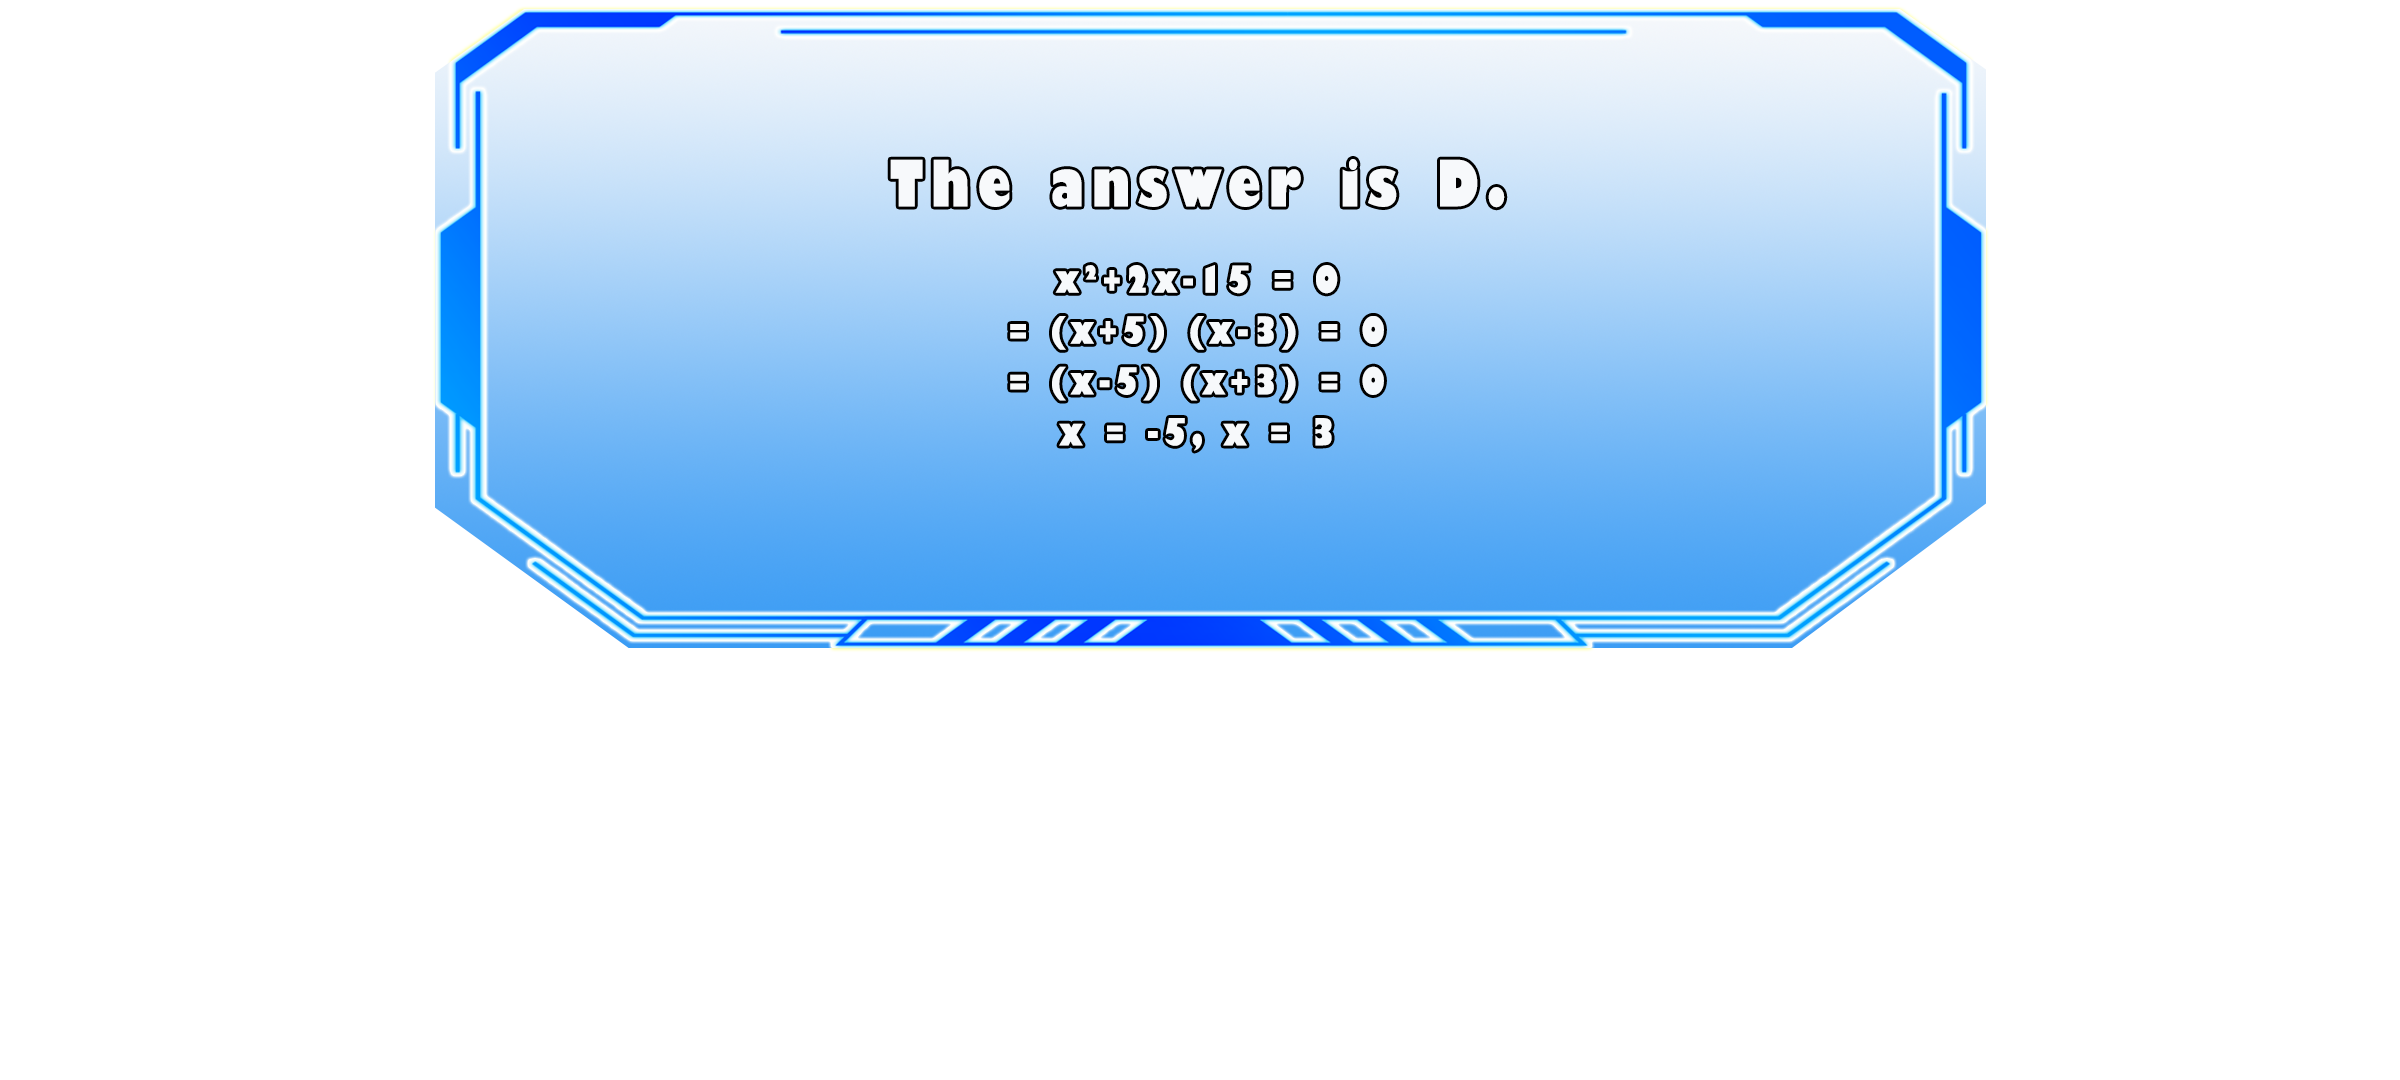 The answer is D.
x²+2x-15 = 0
= (x+5) (x-3) = 0
= (x-5) (x+3) = 0
x = -5, x = 3